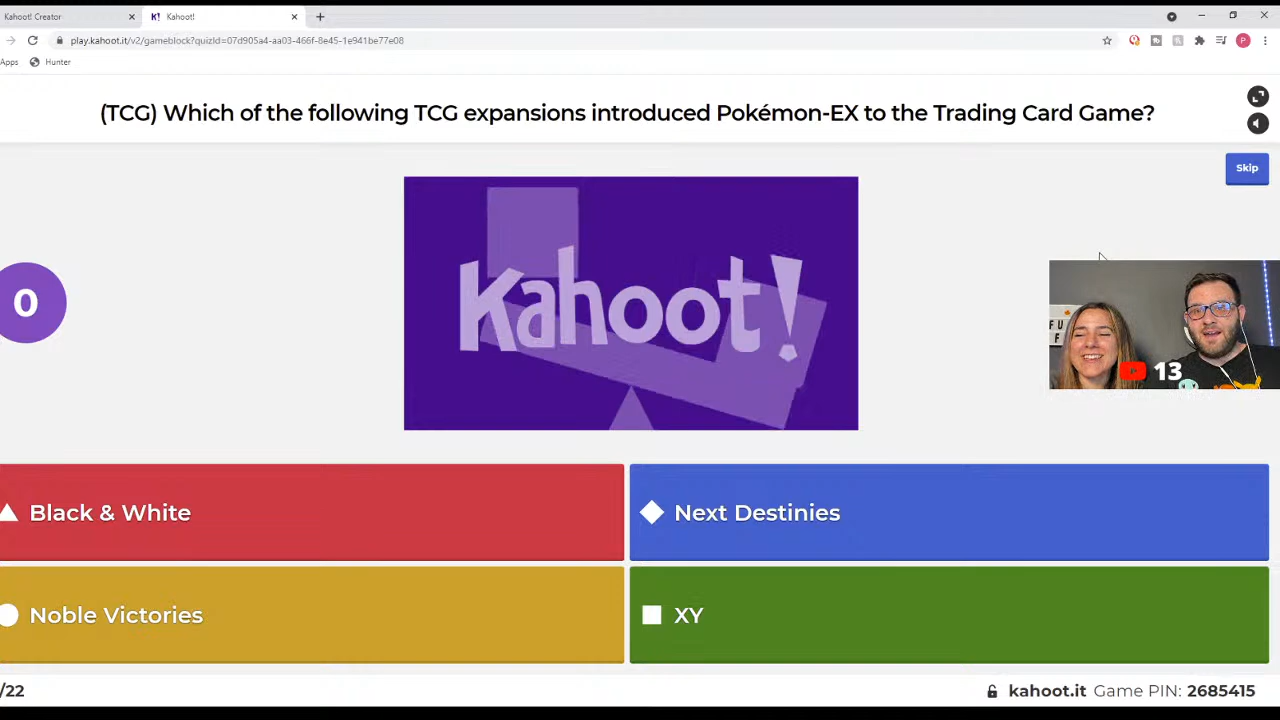 Kahoot! Creator
K! Kahoot!
play.kahoot.it/v2/gameblock?quizId=07d905a4-aa03-466f-8e45-1e941be77e08
P
Apps Hunter
(TCG) Which of the following TCG expansions introduced Pokémon-EX to the Trading Card Game?
Skip
Kahoot!
0
FU
F
13
Black & White
Next Destinies
Noble Victories
XY
/22
kahoot.it Game PIN: 2685415